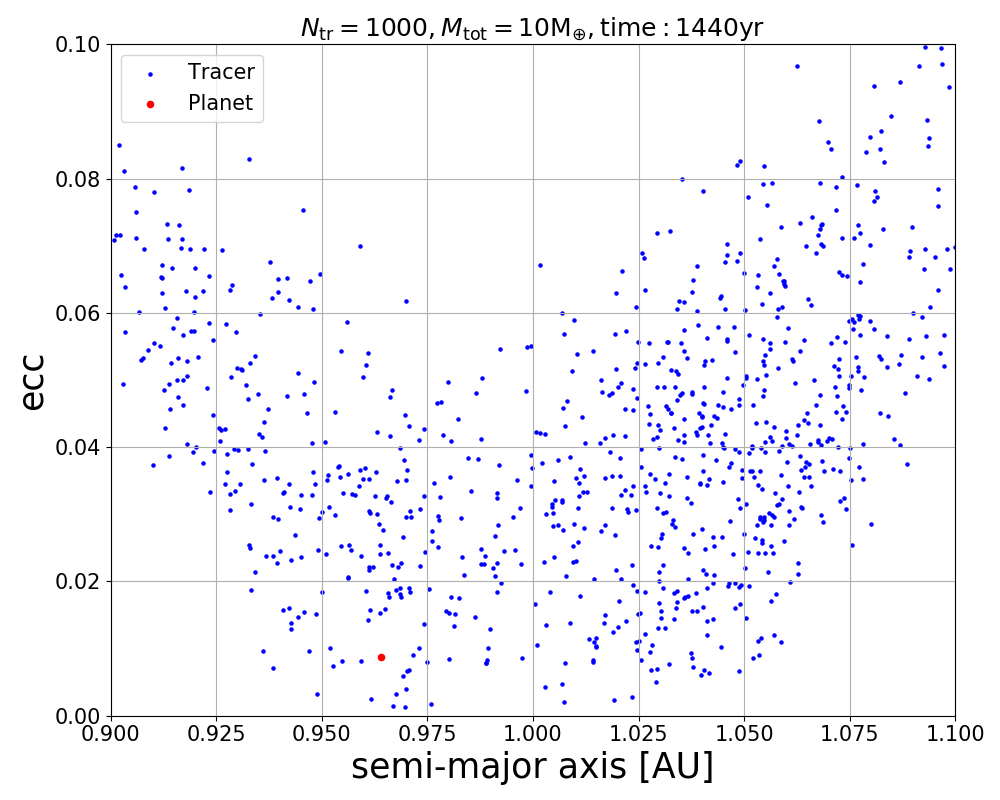 N_tr = 1000, M_tot = 10M_⊕, time : 1440yr
Tracer
Planet
ecc
0.10
0.08
0.06
0.04
0.02
0.00
0.900 0.925 0.950 0.975 1.000 1.025 1.050 1.075 1.100
semi-major axis [AU]